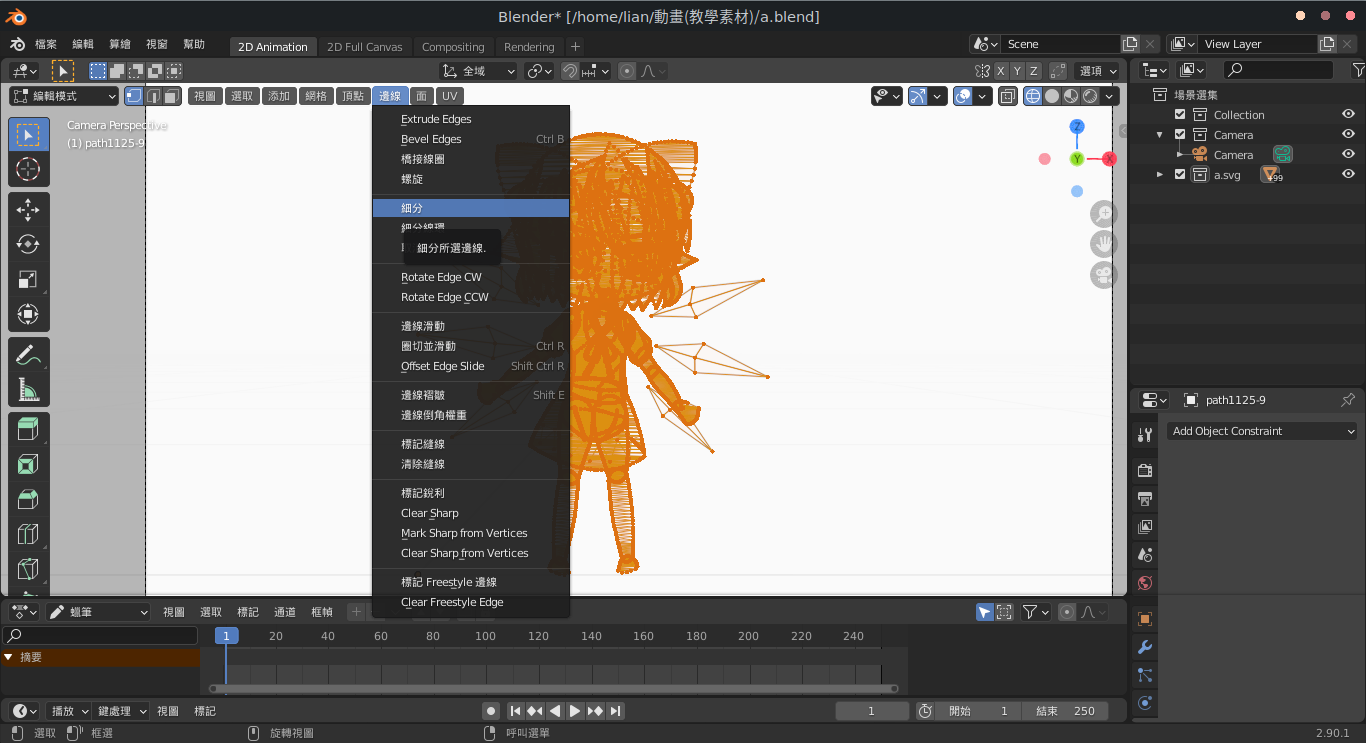 Blender* [/home/lian/動畫(教學素材)/a.blend]
檔案 編輯 算繪 視窗 幫助 2D Animation 2D Full Canvas Compositing Rendering + Scene View Layer
全域 X Y Z 選項
編輯模式 視圖 選取 添加 網格 頂點 邊線 面 UV
Camera Perspective
(1) path1125-9
Extrude Edges
Bevel Edges Ctrl B
橋接線圈
螺旋
細分
細分線環
細分所選邊線.
Rotate Edge CW
Rotate Edge CCW
邊線滑動
圈切並滑動 Ctrl R
Offset Edge Slide Shift Ctrl R
邊線褶皺 Shift E
邊線倒角權重
標記縫線
清除縫線
標記銳利
Clear Sharp
Mark Sharp from Vertices
Clear Sharp from Vertices
標記 Freestyle 邊線
Clear Freestyle Edge
Z
Y X
場景選集
Collection
Camera
Camera
a.svg +99
path1125-9
Add Object Constraint
蠟筆 視圖 選取 標記 通道 框幀 +
1 20 40 60 80 100 120 140 160 180 200 220 240
摘要
播放 鍵處理 視圖 標記 1 開始 1 結束 250
選取 框選 旋轉視圖 呼叫選單 2.90.1